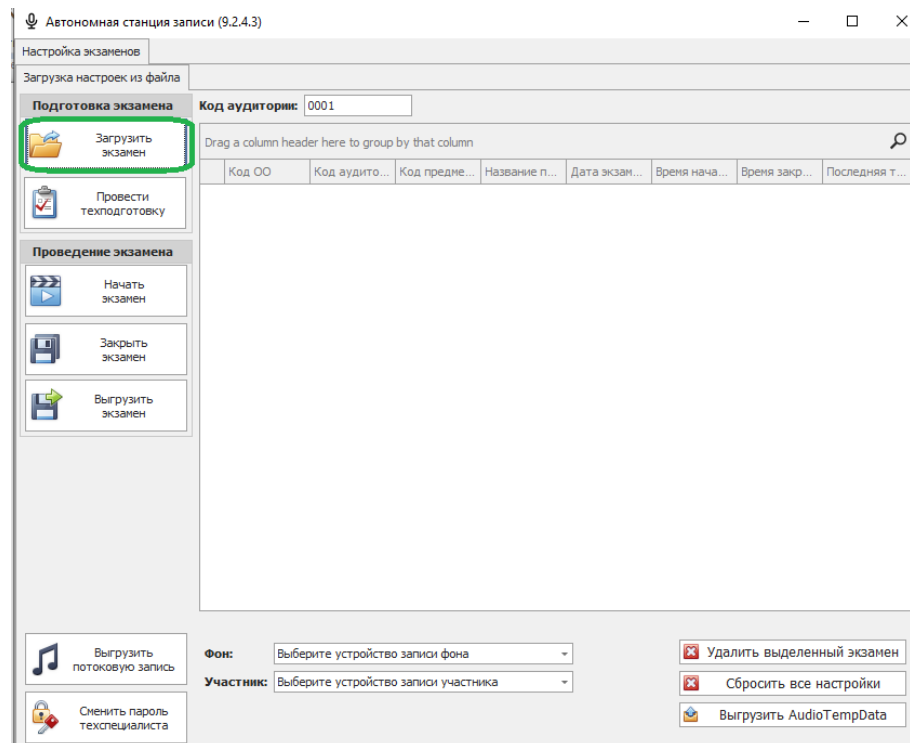 Автономная станция записи (9.2.4.3)
Настройка экзаменов
Загрузка настроек из файла
Подготовка экзамена
Код аудитории: 0001
Загрузить
экзамен
Drag a column header here to group by that column
Код ОО Код аудито... Код предме... Название п... Дата экзам... Время нача... Время закр... Последняя т...
Провести
техподготовку
Проведение экзамена
Начать
экзамен
Закрыть
экзамен
Выгрузить
экзамен
Выгрузить
потоковую запись
Фон: Выберите устройство записи фона
Удалить выделенный экзамен
Участник: Выберите устройство записи участника
Сбросить все настройки
Сменить пароль
техспециалиста
Выгрузить AudioTempData